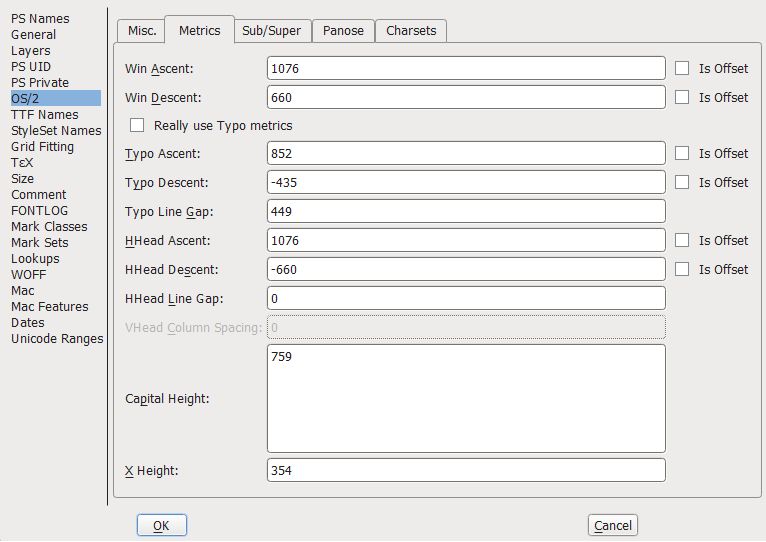 PS Names
General
Layers
PS UID
PS Private
OS/2
TTF Names
StyleSet Names
Grid Fitting
TεX
Size
Comment
FONTLOG
Mark Classes
Mark Sets
Lookups
WOFF
Mac
Mac Features
Dates
Unicode Ranges
Misc. Metrics Sub/Super Panose Charsets
Win Ascent: 1076 Is Offset
Win Descent: 660 Is Offset
Really use Typo metrics
Typo Ascent: 852 Is Offset
Typo Descent: -435 Is Offset
Typo Line Gap: 449
HHead Ascent: 1076 Is Offset
HHead Descent: -660 Is Offset
HHead Line Gap: 0
VHead Column Spacing: 0
Capital Height: 759
X Height: 354
OK Cancel